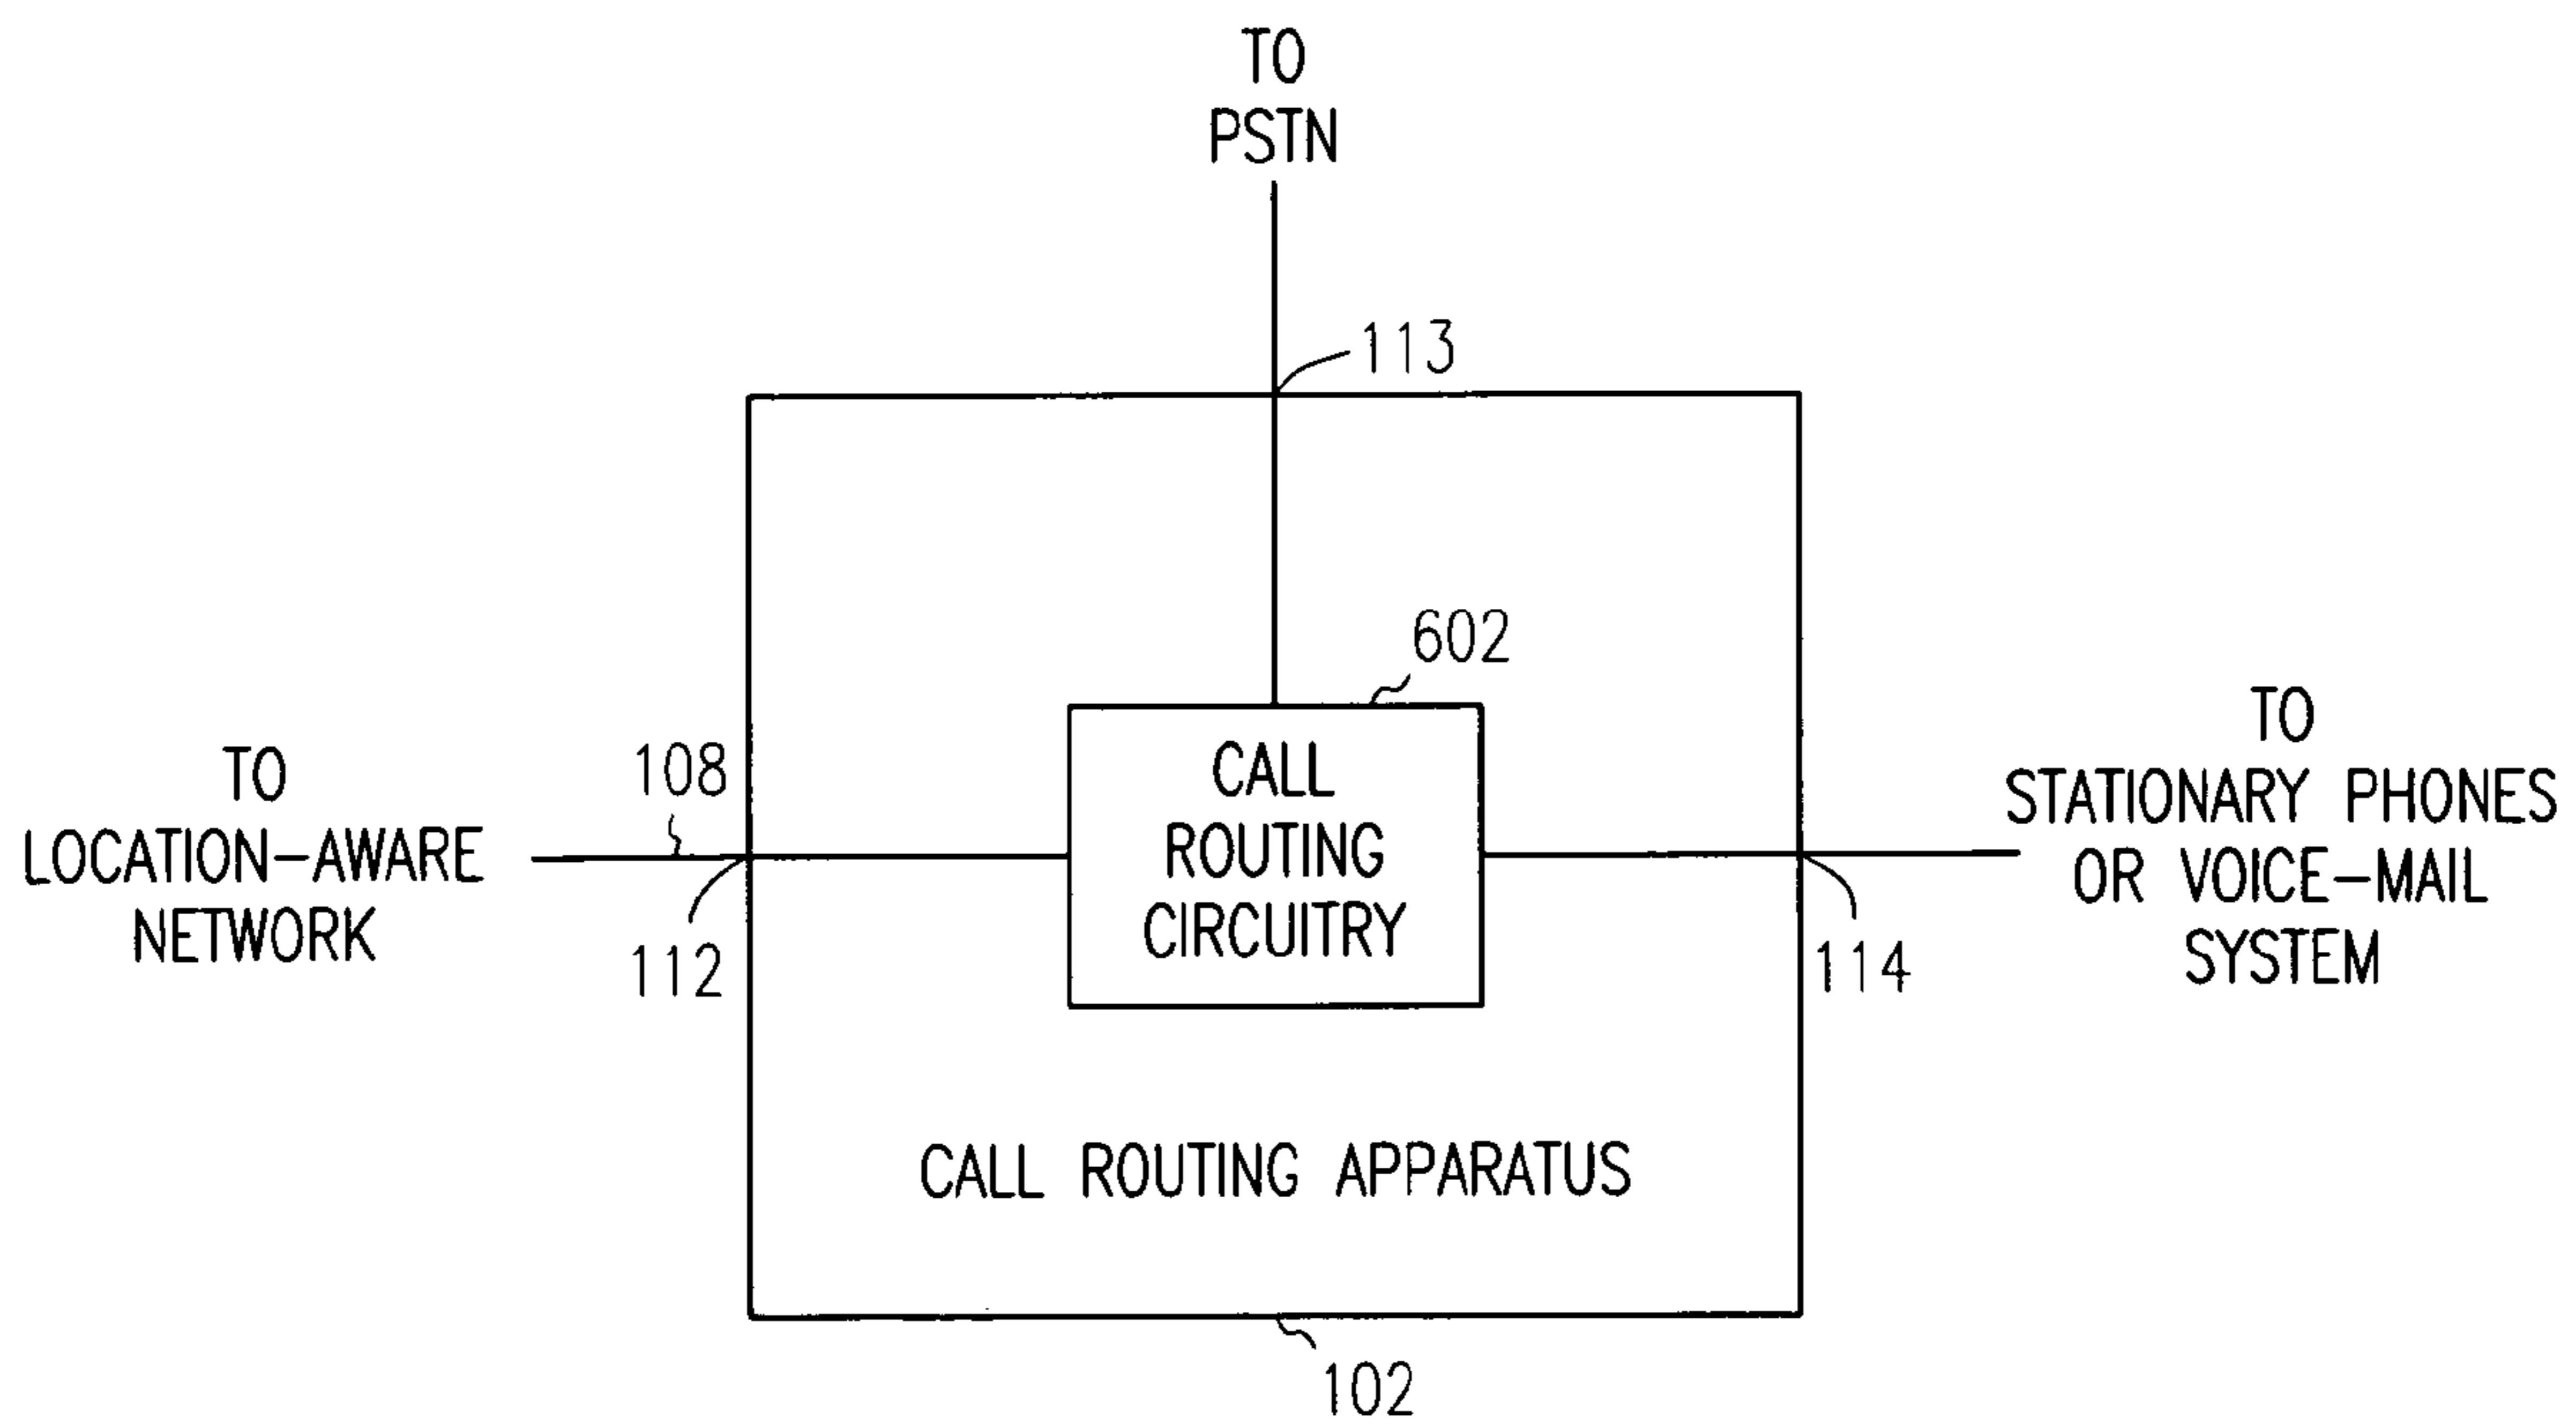 TO
PSTN
113
602
TO
LOCATION-AWARE
NETWORK
108
112
CALL
ROUTING
CIRCUITRY
TO
STATIONARY PHONES
OR VOICE-MAIL
SYSTEM
114
CALL ROUTING APPARATUS
102